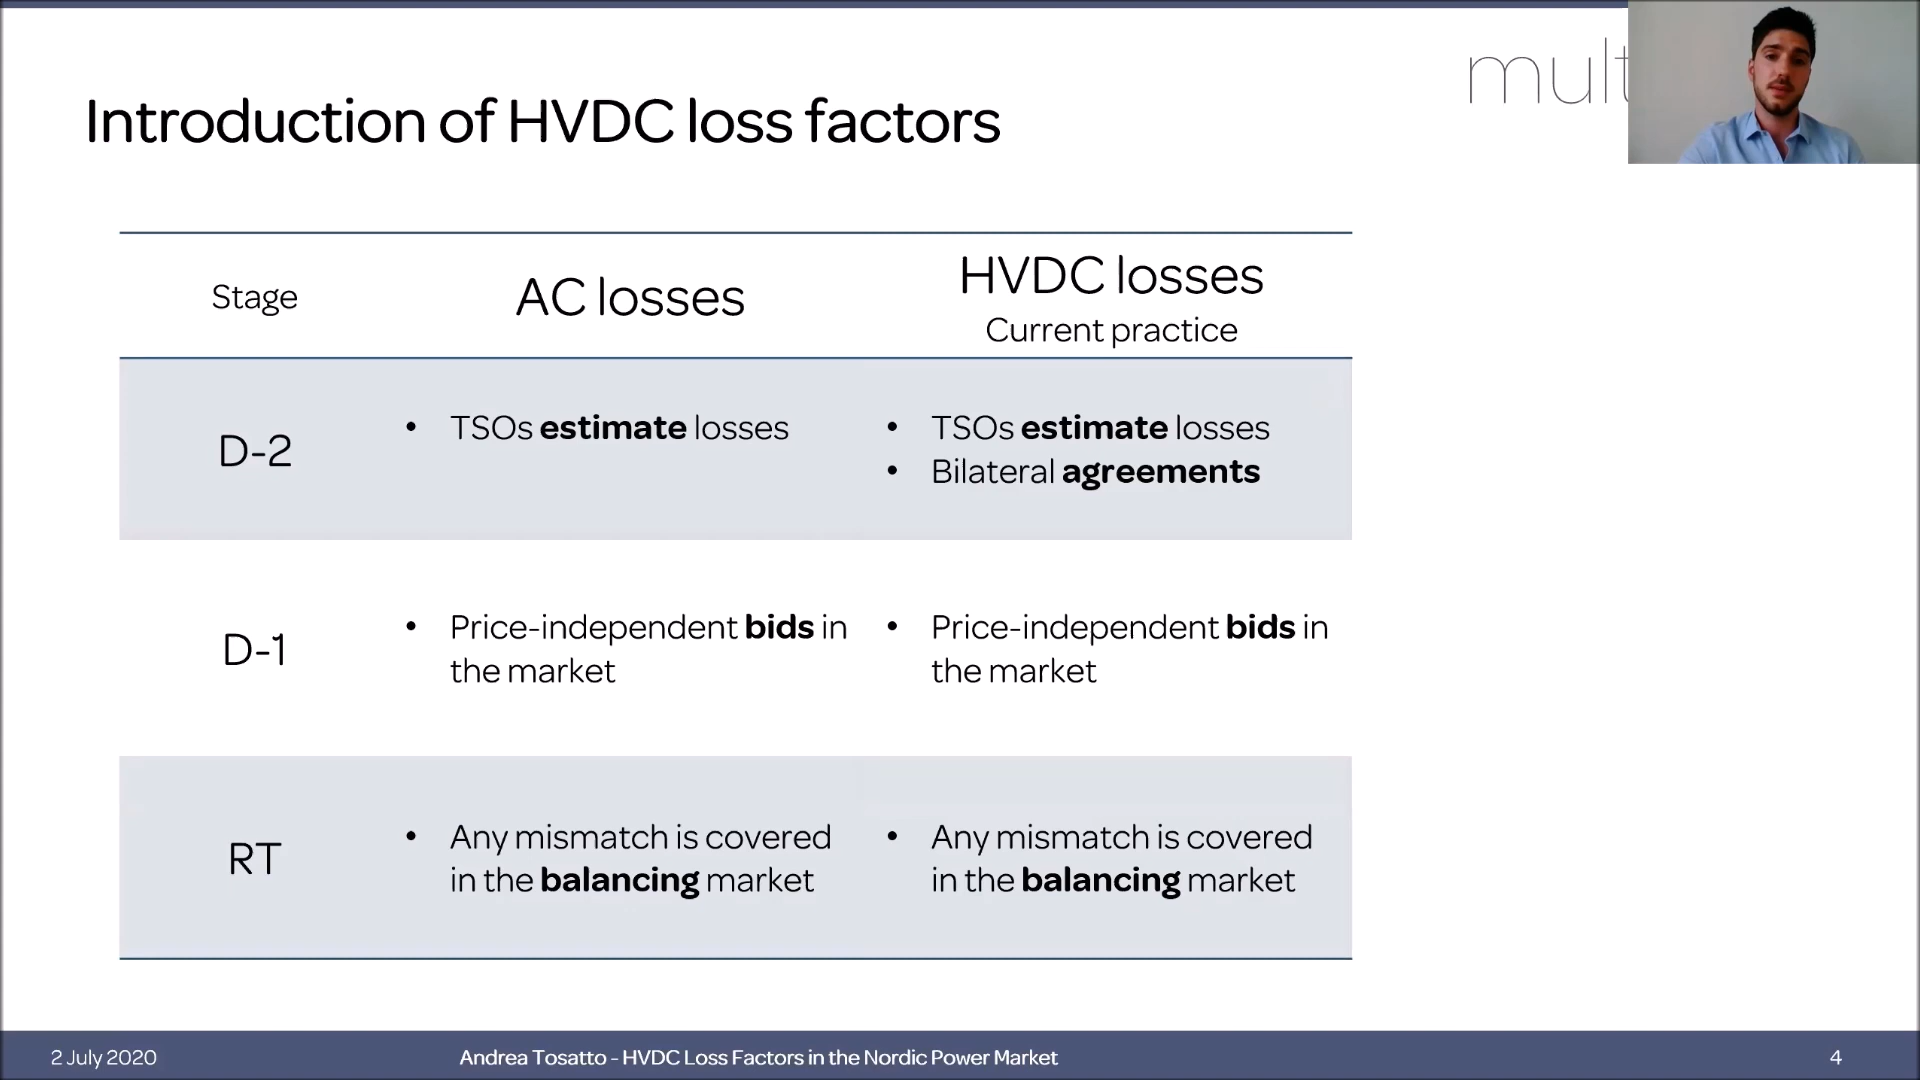 mult
Introduction of HVDC loss factors
Stage
AC losses
HVDC losses
Current practice
D-2
• TSOs estimate losses
• TSOs estimate losses
• Bilateral agreements
D-1
• Price-independent bids in
the market
• Price-independent bids in
the market
RT
• Any mismatch is covered
in the balancing market
• Any mismatch is covered
in the balancing market
2 July 2020
Andrea Tosatto - HVDC Loss Factors in the Nordic Power Market
4